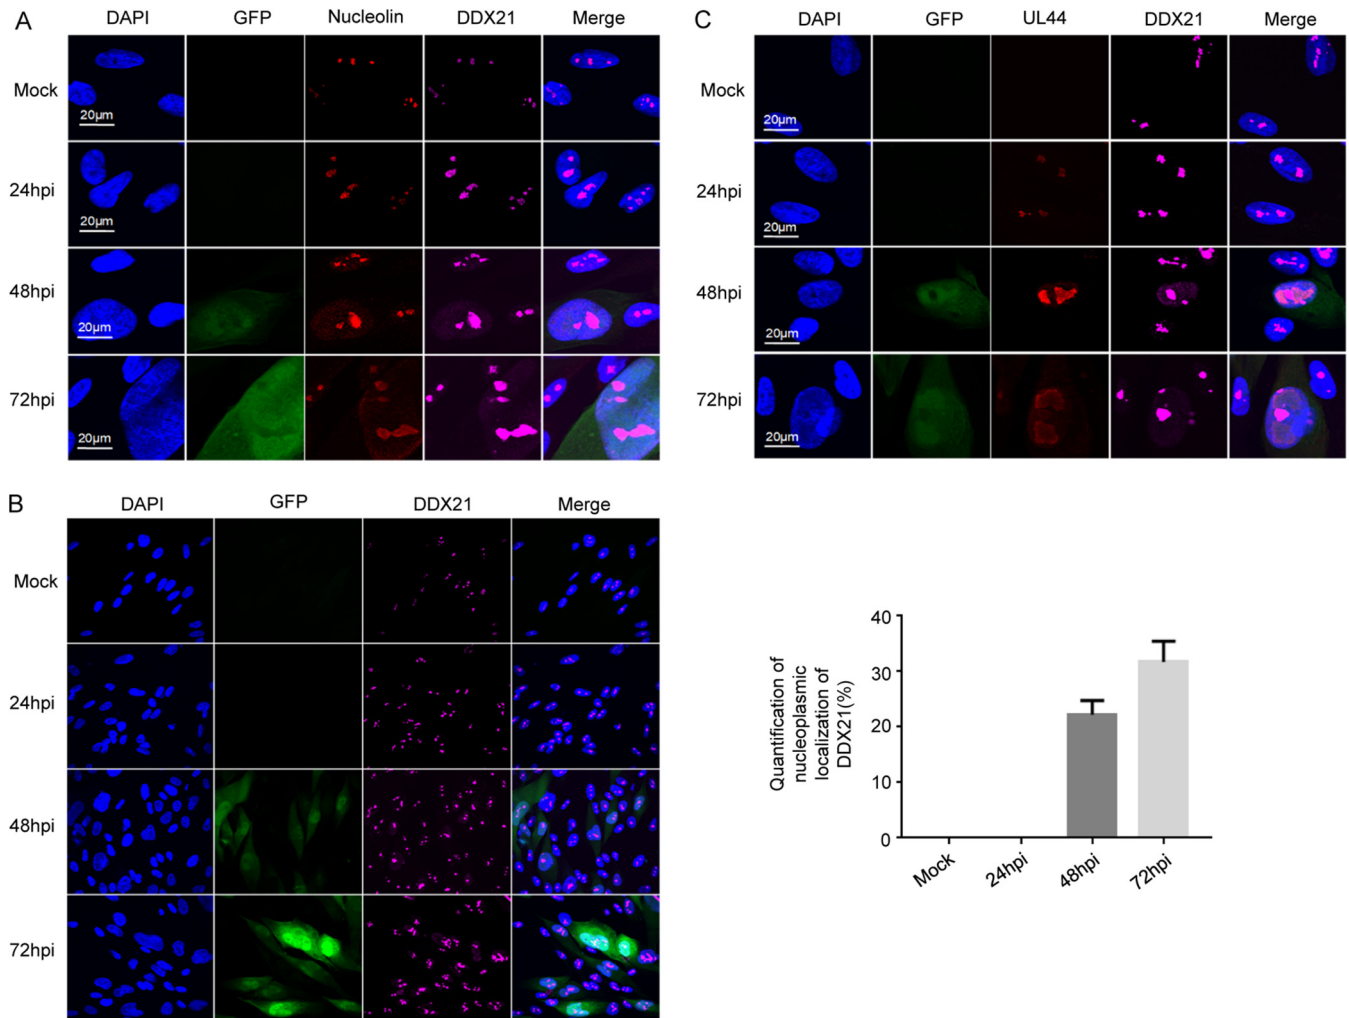 A
DAPI GFP Nucleolin DDX21 Merge
Mock
20μm
24hpi
20μm
48hpi
20μm
72hpi
20μm
B
DAPI GFP DDX21 Merge
Mock
24hpi
48hpi
72hpi
C
DAPI GFP UL44 DDX21 Merge
Mock
20μm
24hpi
20μm
48hpi
20μm
72hpi
20μm
Quantification of
nucleoplasmic
localization of
DDX21(%)
40
30
20
10
0
Mock 24hpi 48hpi 72hpi